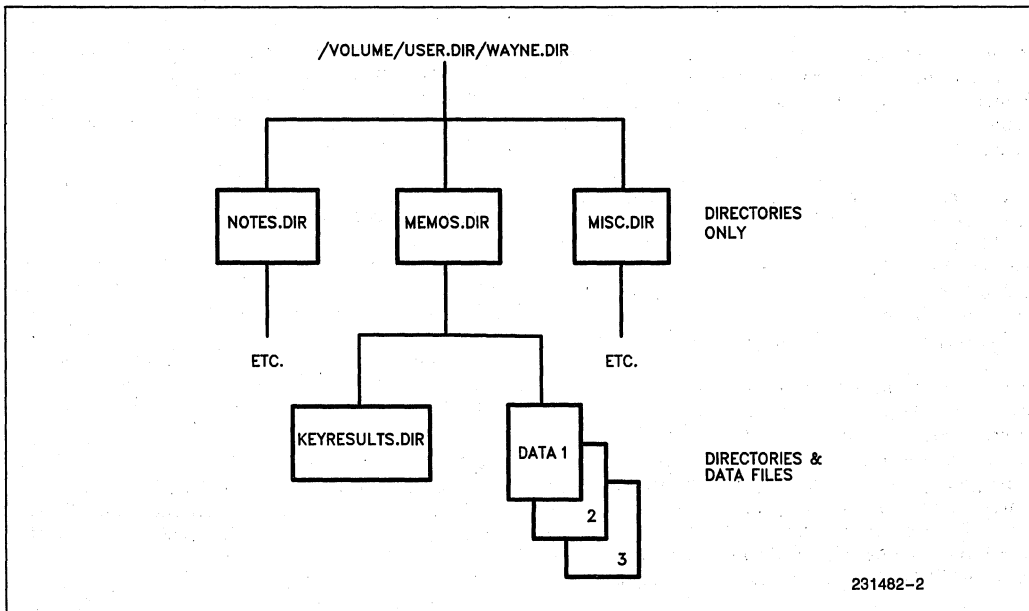 /VOLUME/USER.DIR/WAYNE.DIR
NOTES.DIR
MEMOS.DIR
MISC.DIR
DIRECTORIES
ONLY
ETC.
ETC.
KEYRESULTS.DIR
DATA 1
2
3
DIRECTORIES &
DATA FILES
231482-2